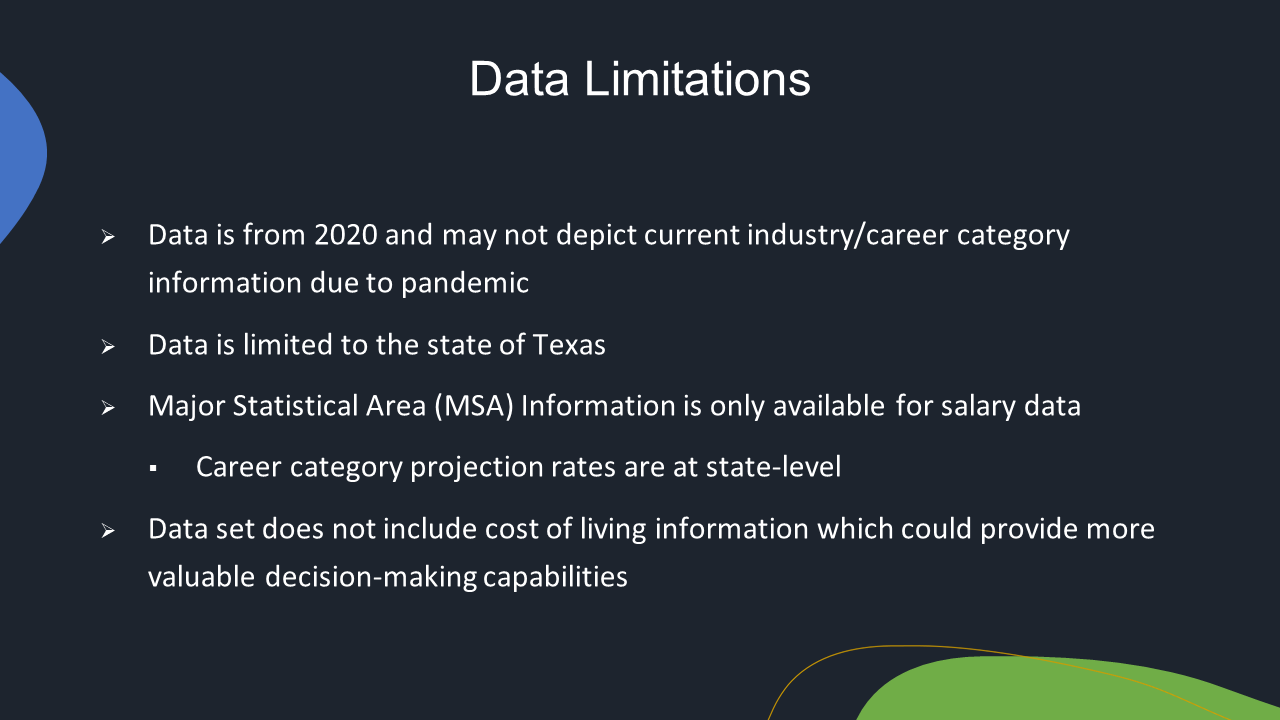 Data Limitations
Data is from 2020 and may not depict current industry/career category
information due to pandemic
Data is limited to the state of Texas
Major Statistical Area (MSA) Information is only available for salary data
Career category projection rates are at state-level
Data set does not include cost of living information which could provide more
valuable decision-making capabilities